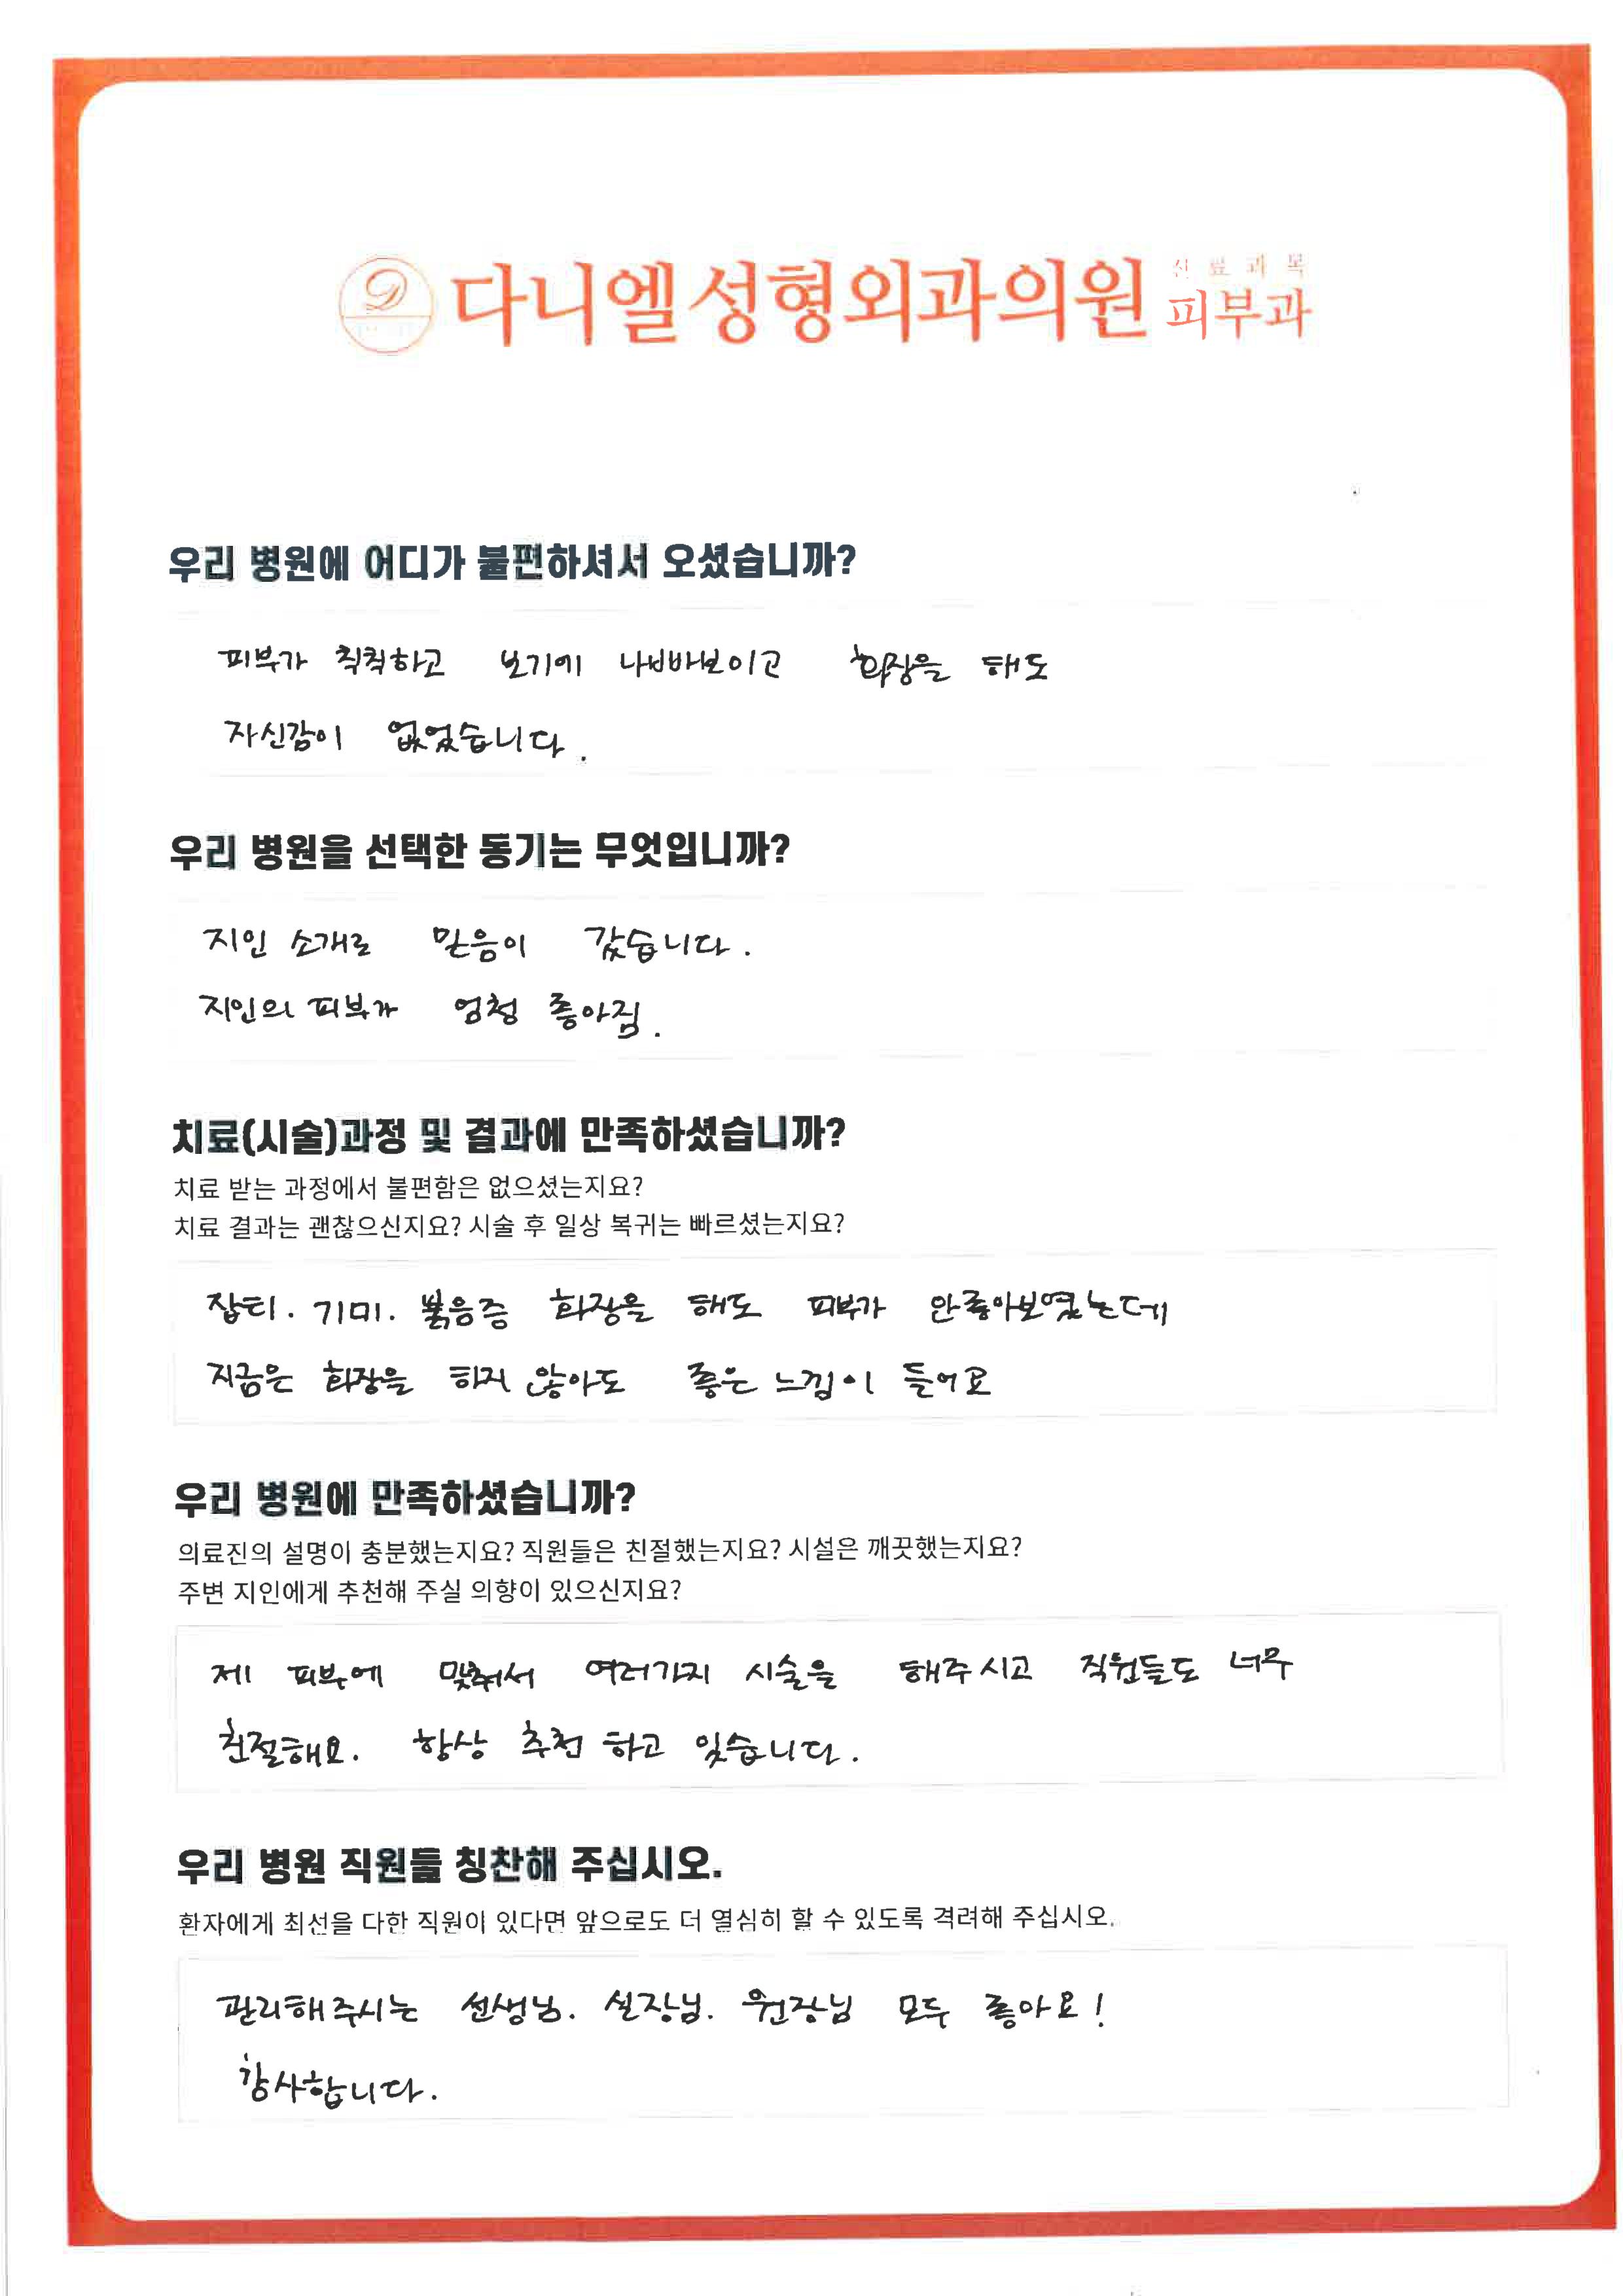 다니엘성형외과의원
진료과목
피부과
우리 병원에 어디가 불편하셔서 오셨습니까?
피부가 칙칙하고 보기에 나빠보이고 화장을 해도
자신감이 없었습니다.
우리 병원을 선택한 동기는 무엇입니까?
지인 소개로 믿음이 갔습니다.
지인의 피부가 엄청 좋아짐.
치료(시술)과정 및 결과에 만족하셨습니까?
치료 받는 과정에서 불편함은 없으셨는지요?
치료 결과는 괜찮으신지요? 시술 후 일상 복귀는 빠르셨는지요?
잡티. 기미. 붉음증 화장을 해도 피부가 안좋아보였는데
지금은 화장을 하지 않아도 좋은 느낌이 들어요
우리 병원에 만족하셨습니까?
의료진의 설명이 충분했는지요? 직원들은 친절했는지요? 시설은 깨끗했는지요?
주변 지인에게 추천해 주실 의향이 있으신지요?
제 피부에 맞춰서 여러가지 시술을 해주시고 직원들도 너무
친절해요. 항상 추천 하고 있습니다.
우리 병원 직원들 칭찬해 주십시오.
환자에게 최선을 다한 직원이 있다면 앞으로도 더 열심히 할 수 있도록 격려해 주십시오.
관리해주시는 선생님. 실장님. 원장님 모두 좋아요!
감사합니다.